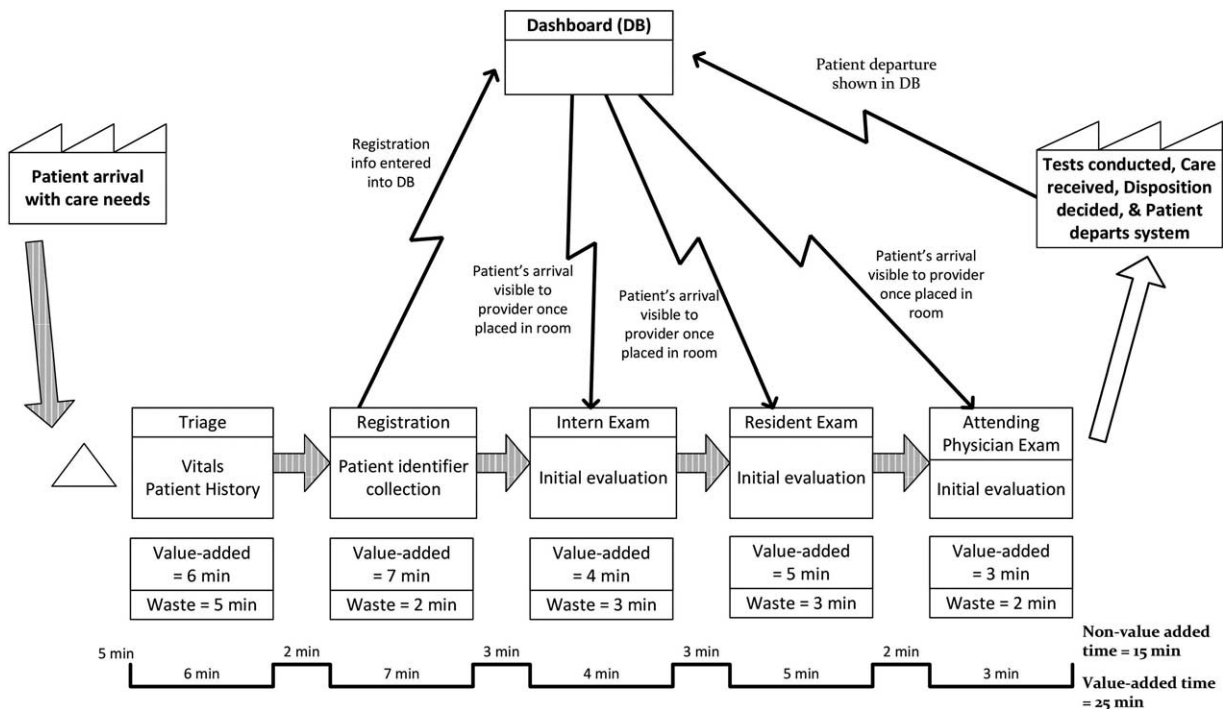 Dashboard (DB)
Patient departure
shown in DB
Registration
info entered
into DB
Patient arrival
with care needs
Tests conducted, Care
received, Disposition
decided, & Patient
departs system
Patient's arrival
visible to
provider once
placed in room
Patient's arrival
visible to
provider once
placed in room
Patient's arrival
visible to provider
once placed in
room
Triage
Vitals
Patient History
Registration
Patient identifier
collection
Intern Exam
Initial evaluation
Resident Exam
Initial evaluation
Attending
Physician Exam
Initial evaluation
Value-added
= 6 min
Waste = 5 min
Value-added
= 7 min
Waste = 2 min
Value-added
= 4 min
Waste = 3 min
Value-added
= 5 min
Waste = 3 min
Value-added
= 3 min
Waste = 2 min
5 min
6 min
2 min
7 min
3 min
4 min
3 min
5 min
2 min
3 min
Non-value added
time = 15 min
Value-added time
= 25 min